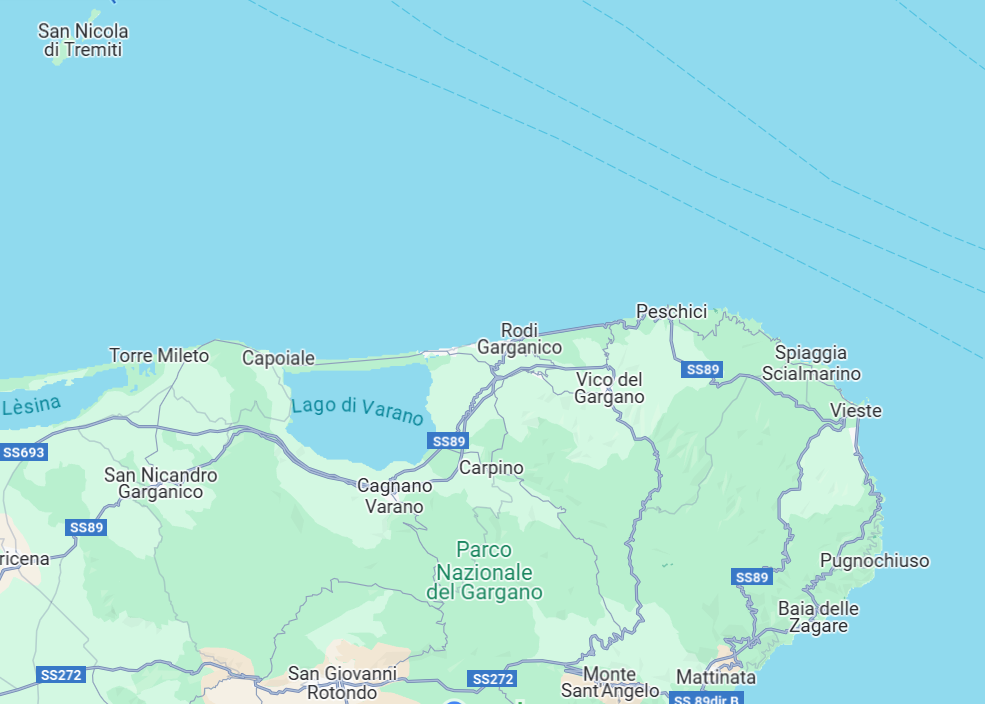 San Nicola
di Tremiti
Peschici
Rodi
Garganico
Torre Mileto
Capoiale
Spiaggia
Scialmarino
SS89
Vico del
Gargano
Lèsina
Lago di Varano
Vieste
SS89
SS693
Carpino
San Nicandro
Garganico
Cagnano
Varano
SS89
ricena
Parco
Nazionale
del Gargano
Pugnochiuso
SS89
Baia delle
Zagare
SS272
San Giovanni
Rotondo
SS272
Monte
Sant'Angelo
Mattinata
SS 89dir B